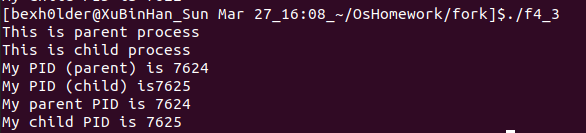 [bexh0lder@XuBinHan_Sun Mar 27_16:08_~/OsHomework/fork]$./f4_3
This is parent process
This is child process
My PID (parent) is 7624
My PID (child) is7625
My parent PID is 7624
My child PID is 7625